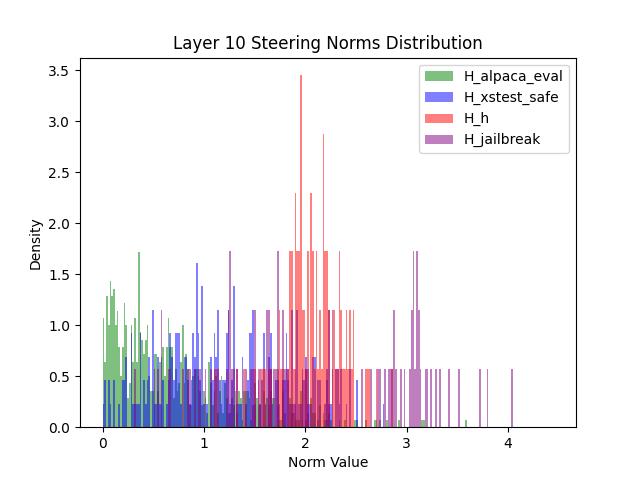 Layer 10 Steering Norms Distribution
H_alpaca_eval
H_xstest_safe
H_h
H_jailbreak
3.5
3.0
2.5
2.0
1.5
1.0
0.5
0.0
Density
0 1 2 3 4
Norm Value